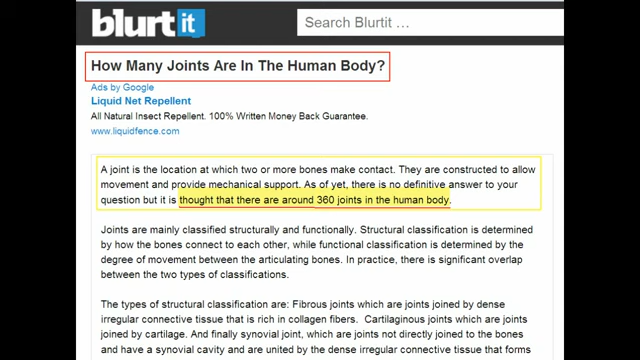 blurtit
Search Blurtit ...
How Many Joints Are In The Human Body?
Ads by Google
Liquid Net Repellent
All Natural Insect Repellent. 100% Written Money Back Guarantee.
www.liquidfence.com
A joint is the location at which two or more bones make contact. They are constructed to allow
movement and provide mechanical support. As of yet, there is no definitive answer to your
question but it is thought that there are around 360 joints in the human body.
Joints are mainly classified structurally and functionally. Structural classification is determined
by how the bones connect to each other, while functional classification is determined by the
degree of movement between the articulating bones. In practice, there is significant overlap
between the two types of classifications.
The types of structural classification are: Fibrous joints which are joints joined by dense
irregular connective tissue that is rich in collagen fibers. Cartilaginous joints which are joints
joined by cartilage. And finally synovial joint, which are joints not directly joined to the bones
and have a synovial cavity and are united by the dense irregular connective tissue that forms